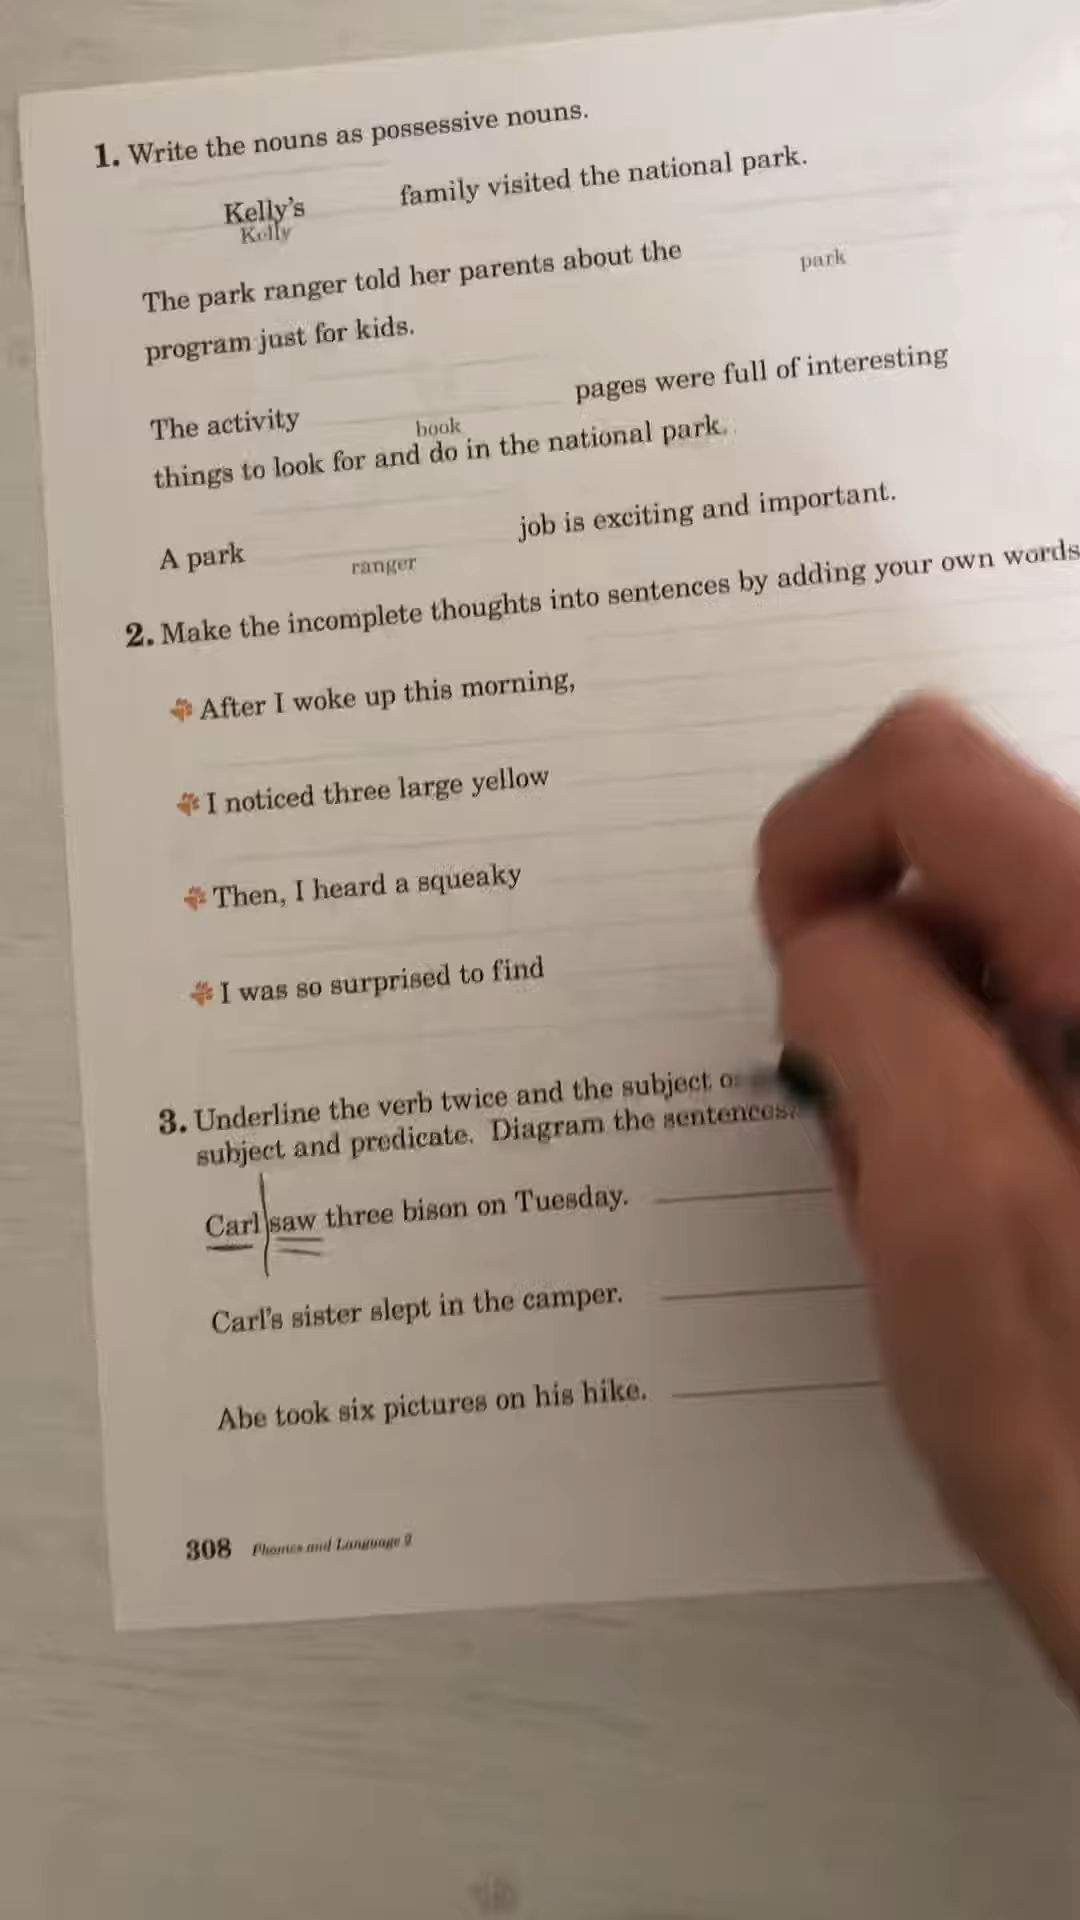 1. Write the nouns as possessive nouns.
Kelly's family visited the national park.
Kelly
The park ranger told her parents about the
park
program just for kids.
The activity pages were full of interesting
book
things to look for and do in the national park.
A park job is exciting and important.
ranger
2. Make the incomplete thoughts into sentences by adding your own words
After I woke up this morning,
I noticed three large yellow
Then, I heard a squeaky
I was so surprised to find
3. Underline the verb twice and the subject
subject and predicate. Diagram the sentences.
Carl saw three bison on Tuesday.
Carl's sister slept in the camper.
Abe took six pictures on his hike.
308 Phonics and Language 2